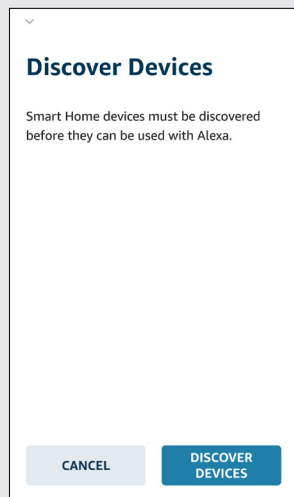 Discover Devices
Smart Home devices must be discovered
before they can be used with Alexa.
CANCEL
DISCOVER
DEVICES